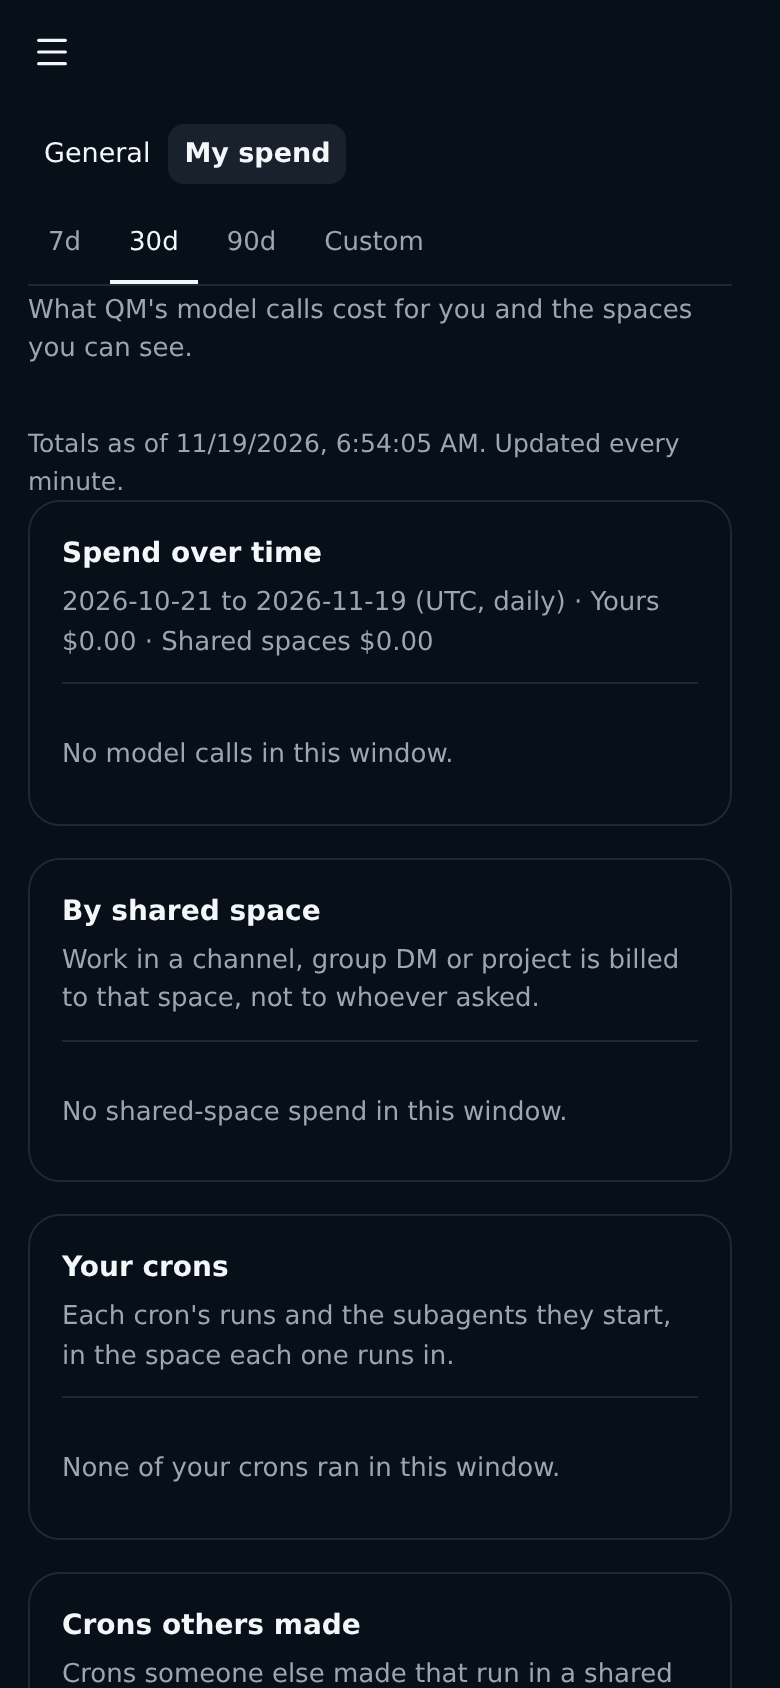 General My spend
7d 30d 90d Custom
What QM's model calls cost for you and the spaces
you can see.
Totals as of 11/19/2026, 6:54:05 AM. Updated every
minute.
Spend over time
2026-10-21 to 2026-11-19 (UTC, daily) · Yours
$0.00 · Shared spaces $0.00
No model calls in this window.
By shared space
Work in a channel, group DM or project is billed
to that space, not to whoever asked.
No shared-space spend in this window.
Your crons
Each cron's runs and the subagents they start,
in the space each one runs in.
None of your crons ran in this window.
Crons others made
Crons someone else made that run in a shared